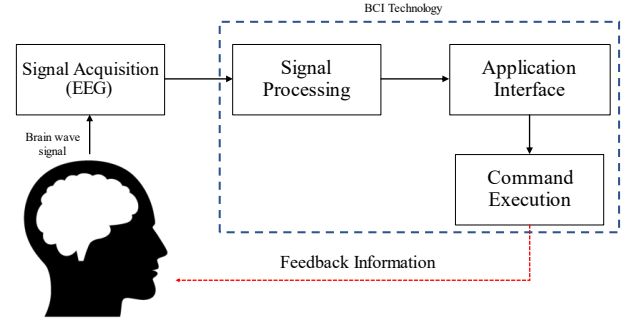 BCI Technology
Signal Acquisition
(EEG)
Signal
Processing
Application
Interface
Brain wave
signal
Command
Execution
Feedback Information